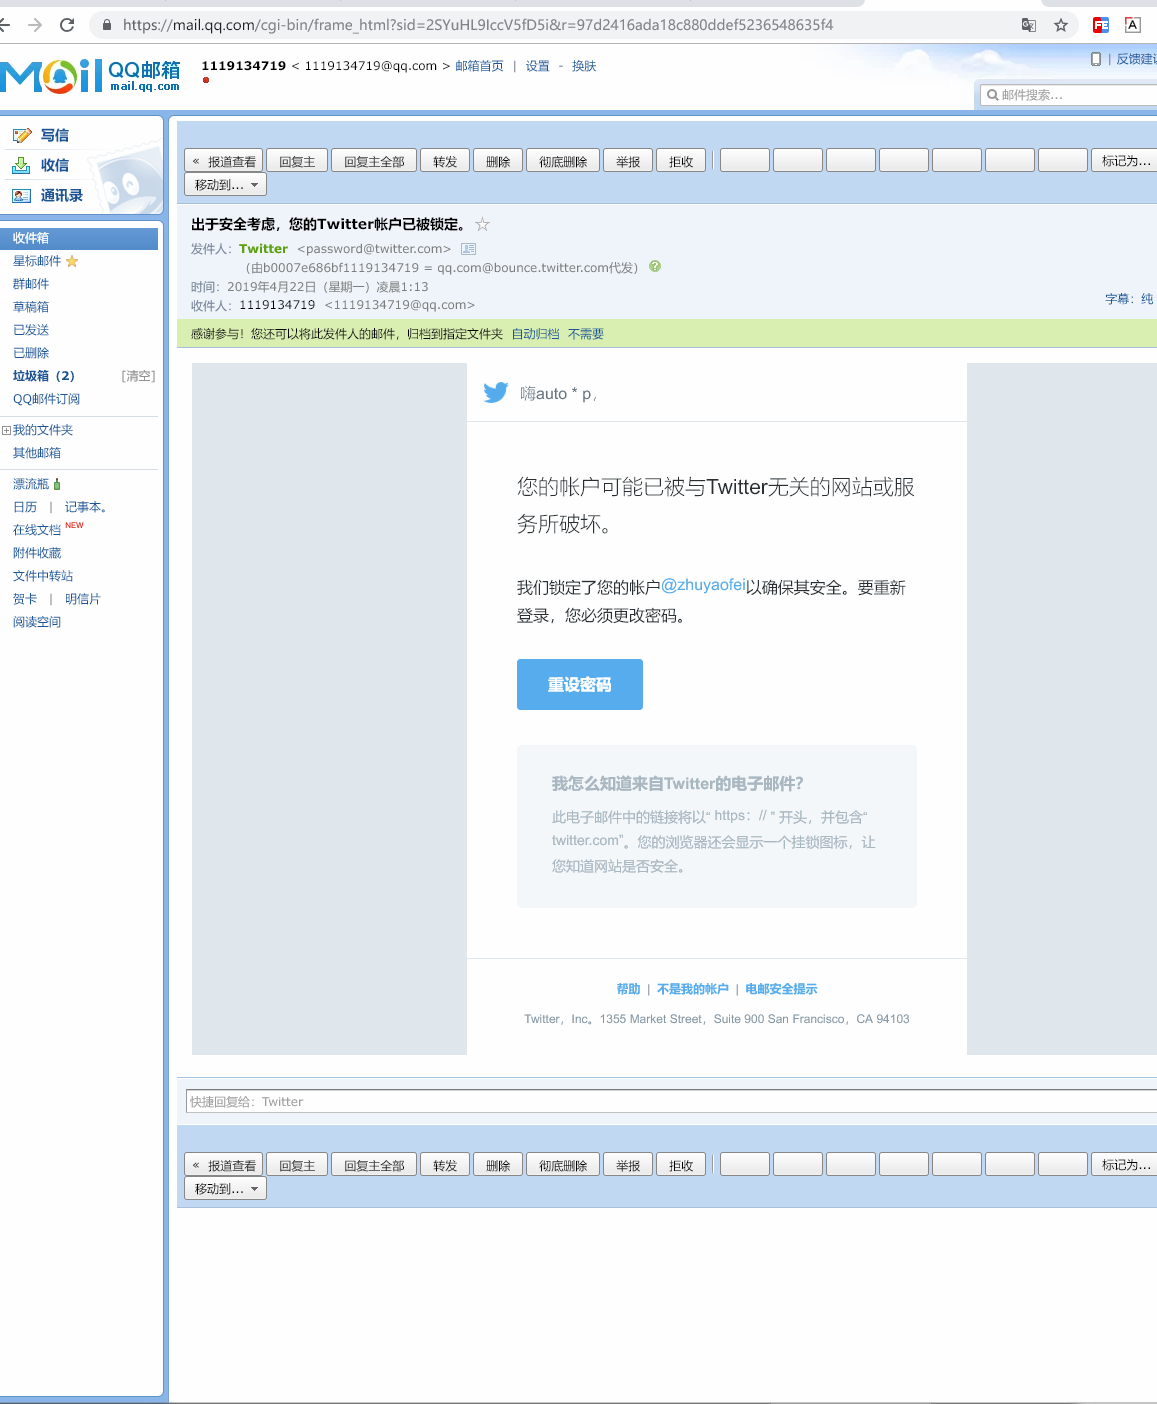 https://mail.qq.com/cgi-bin/frame_html?sid=2SYuHL9IccV5fD5i&r=97d2416ada18c880ddef5236548635f4
Mail QQ邮箱
mail.qq.com
1119134719 < 1119134719@qq.com > 邮箱首页 | 设置 - 换肤
| 反馈建议
邮件搜索...
写信
收信
通讯录
« 报道查看 回复主 回复主全部 转发 删除 彻底删除 举报 拒收 标记为...
移动到...
出于安全考虑，您的Twitter帐户已被锁定。
发件人：Twitter <password@twitter.com>
（由b0007e686bf1119134719 = qq.com@bounce.twitter.com代发）
时间：2019年4月22日（星期一）凌晨1:13
收件人：1119134719 <1119134719@qq.com>
字幕：纯
感谢参与！您还可以将此发件人的邮件，归档到指定文件夹 自动归档 不需要
收件箱
星标邮件
群邮件
草稿箱
已发送
已删除
垃圾箱（2） [清空]
QQ邮件订阅
我的文件夹
其他邮箱
漂流瓶
日历 | 记事本。
在线文档 NEW
附件收藏
文件中转站
贺卡 | 明信片
阅读空间
嗨auto * p，
您的帐户可能已被与Twitter无关的网站或服
务所破坏。
我们锁定了您的帐户@zhuyaofei以确保其安全。要重新
登录，您必须更改密码。
重设密码
我怎么知道来自Twitter的电子邮件?
此电子邮件中的链接将以“ https：// ” 开头，并包含“
twitter.com”。您的浏览器还会显示一个挂锁图标，让
您知道网站是否安全。
帮助 | 不是我的帐户 | 电邮安全提示
Twitter，Inc。1355 Market Street，Suite 900 San Francisco，CA 94103
快捷回复给：Twitter
« 报道查看 回复主 回复主全部 转发 删除 彻底删除 举报 拒收 标记为...
移动到...